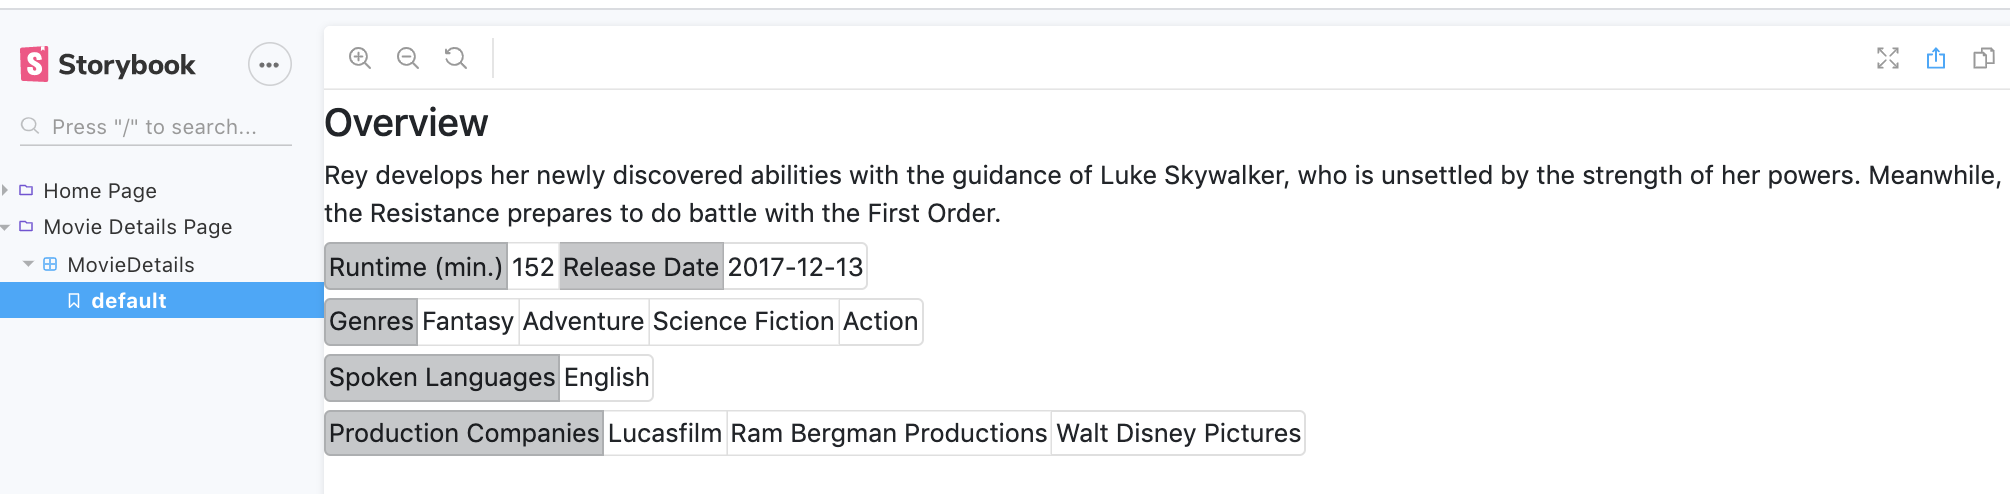 Storybook
Press "/" to search...
Home Page
Movie Details Page
MovieDetails
default
Overview
Rey develops her newly discovered abilities with the guidance of Luke Skywalker, who is unsettled by the strength of her powers. Meanwhile,
the Resistance prepares to do battle with the First Order.
Runtime (min.) 152 Release Date 2017-12-13
Genres Fantasy Adventure Science Fiction Action
Spoken Languages English
Production Companies Lucasfilm Ram Bergman Productions Walt Disney Pictures